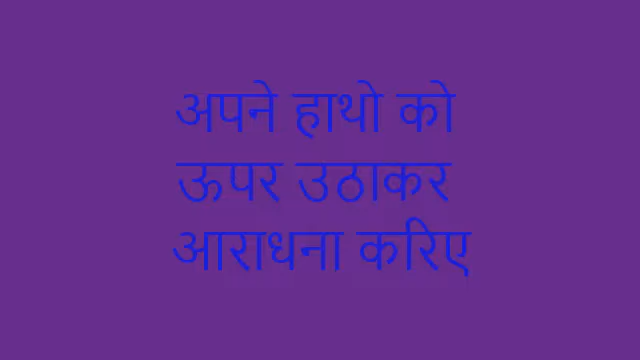 अपने हाथो को
ऊपर उठाकर
आराधना करिए